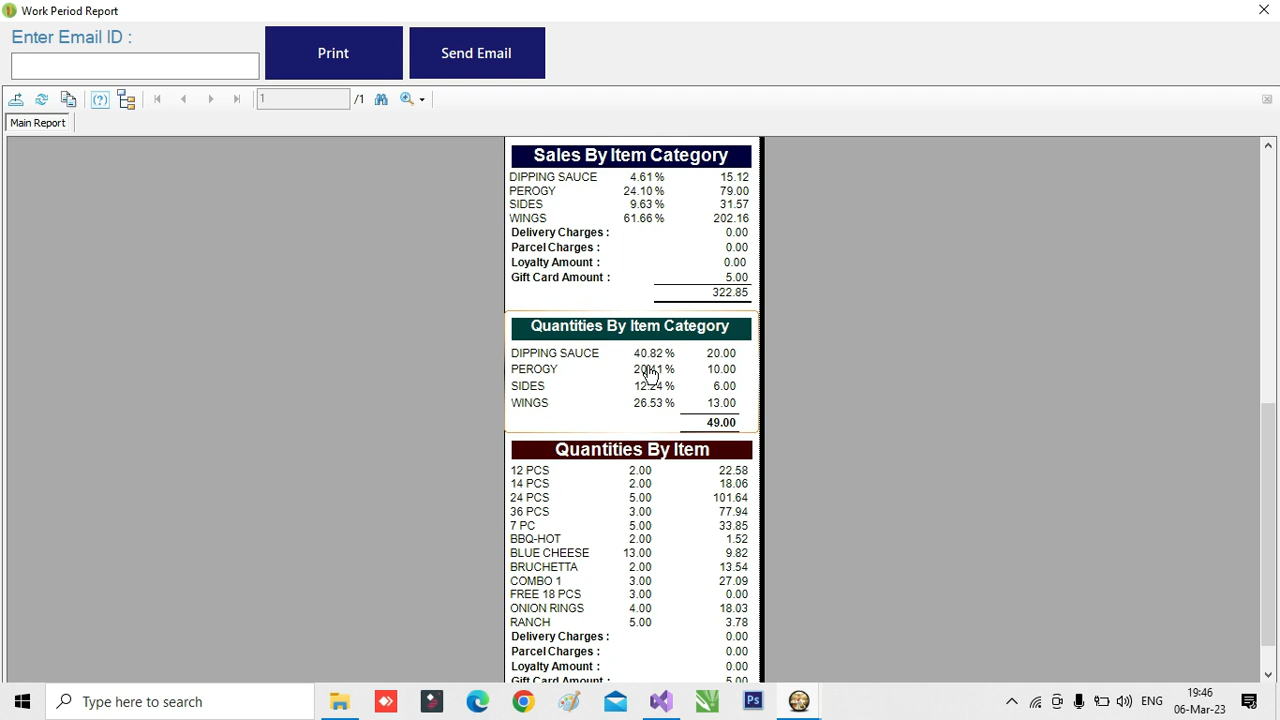 Work Period Report
Enter Email ID :
Print
Send Email
1 /1
Main Report
Sales By Item Category
DIPPING SAUCE 4.61 % 15.12
PEROGY 24.10 % 79.00
SIDES 9.63 % 31.57
WINGS 61.66 % 202.16
Delivery Charges : 0.00
Parcel Charges : 0.00
Loyalty Amount : 0.00
Gift Card Amount : 5.00
322.85
Quantities By Item Category
DIPPING SAUCE 40.82 % 20.00
PEROGY % 10.00
SIDES 12.24 % 6.00
WINGS 26.53 % 13.00
49.00
Quantities By Item
12 PCS 2.00 22.58
14 PCS 2.00 18.06
24 PCS 5.00 101.64
36 PCS 3.00 77.94
7 PC 5.00 33.85
BBQ-HOT 2.00 1.52
BLUE CHEESE 13.00 9.82
BRUCHETTA 2.00 13.54
COMBO 1 3.00 27.09
FREE 18 PCS 3.00 0.00
ONION RINGS 4.00 18.03
RANCH 5.00 3.78
Delivery Charges : 0.00
Parcel Charges : 0.00
Loyalty Amount : 0.00
Gift Card Amount : 5.00
Type here to search
Ps
ENG
19:46
06-Mar-23